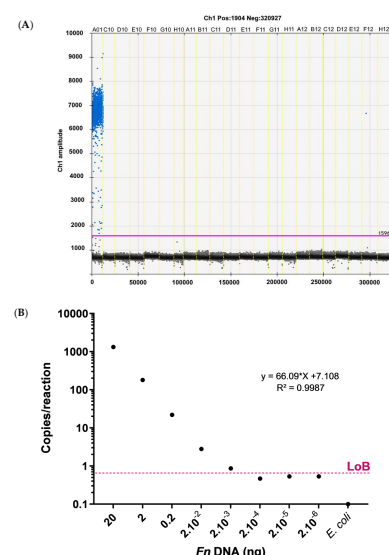 (A)
Ch1 Pos:1904 Neg:320927
A01 C10 D10 E10 F10 G10 H10 A11 B11 C11 D11 E11 F11 G11 H11 A12 B12 C12 D12 E12 F12 H12
Ch1 amplitude
10000
9000
8000
7000
6000
5000
4000
3000
2000
1596
1000
0 50000 100000 150000 200000 250000 300000
(B)
Copies/reaction
10000
1000
100
10
1
0.1
y = 66.09*X +7.108
R² = 0.9987
LoB
20 2 0.2 2.10⁻² 2.10⁻³ 2.10⁻⁴ 2.10⁻⁵ 2.10⁻⁶ E. coli
Fn DNA (ng)